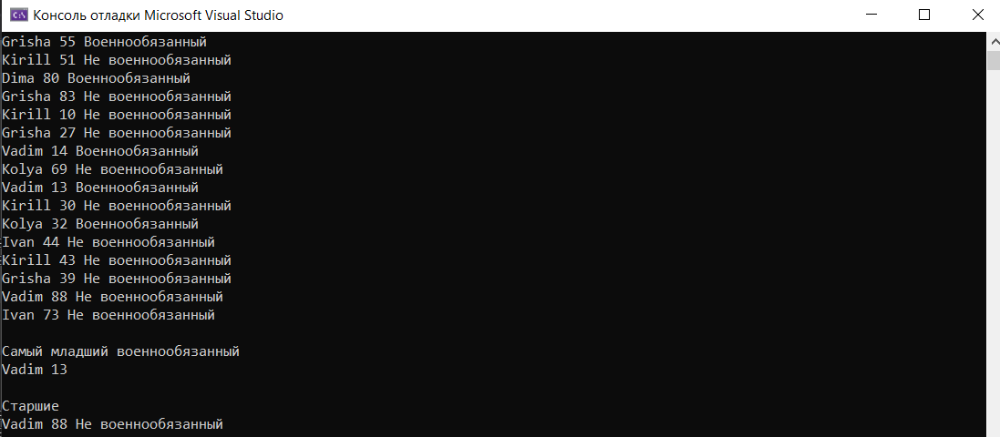 Консоль отладки Microsoft Visual Studio
Grisha 55 Военнообязанный
Kirill 51 Не военнообязанный
Dima 80 Военнообязанный
Grisha 83 Не военнообязанный
Kirill 10 Не военнообязанный
Grisha 27 Не военнообязанный
Vadim 14 Военнообязанный
Kolya 69 Не военнообязанный
Vadim 13 Военнообязанный
Kirill 30 Не военнообязанный
Kolya 32 Военнообязанный
Ivan 44 Не военнообязанный
Kirill 43 Не военнообязанный
Grisha 39 Не военнообязанный
Vadim 88 Не военнообязанный
Ivan 73 Не военнообязанный
Самый младший военнообязанный
Vadim 13
Старшие
Vadim 88 Не военнообязанный